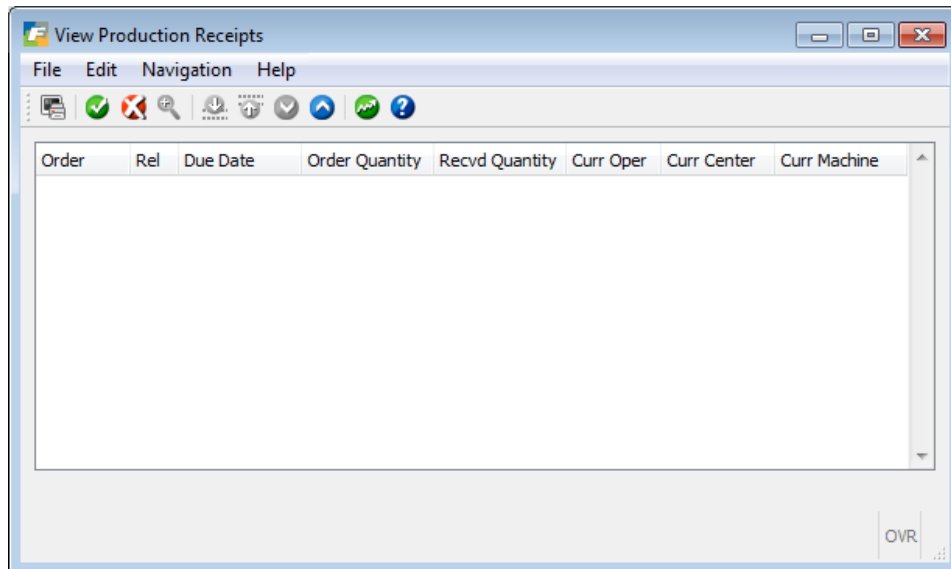 View Production Receipts
File Edit Navigation Help
Order Rel Due Date Order Quantity Recvd Quantity Curr Oper Curr Center Curr Machine
OVR